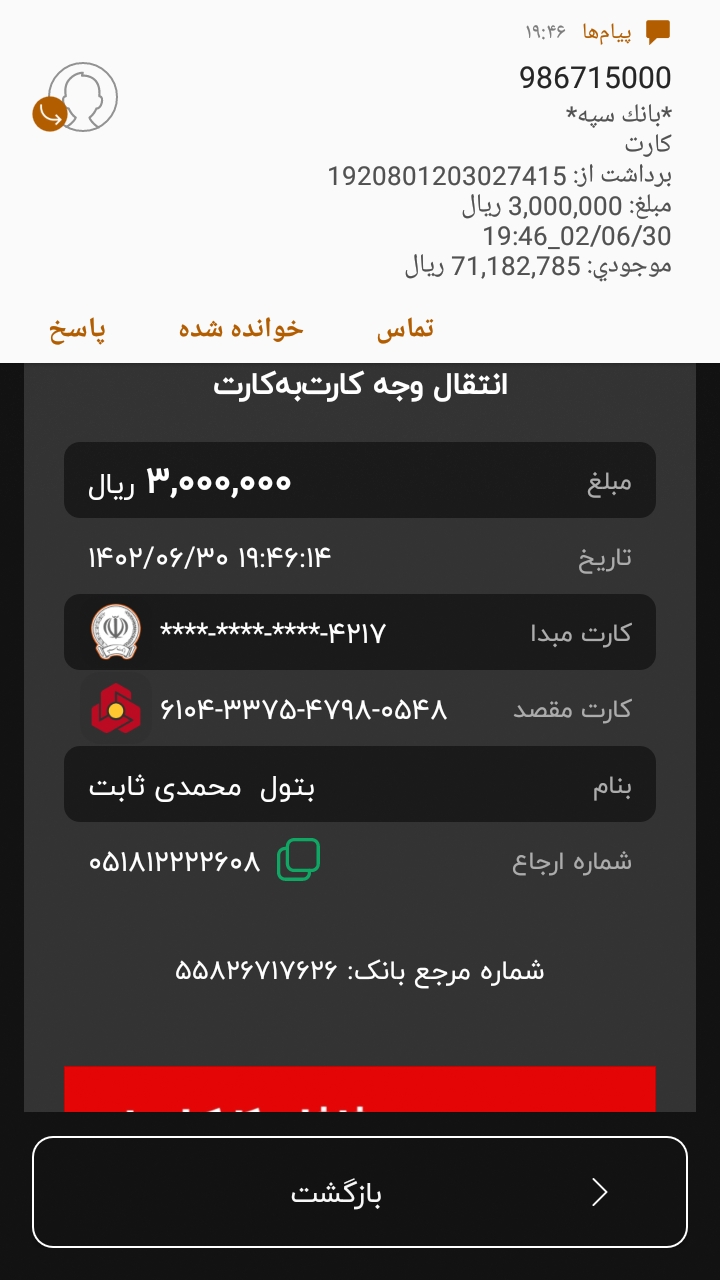 پیام‌ها ۱۹:۴۶
986715000
*بانك سپه*
كارت
برداشت از: 1920801203027415
مبلغ: 3,000,000 ريال
19:46_02/06/30
موجودي: 71,182,785 ريال
تماس خوانده شده پاسخ
انتقال وجه کارت‌به‌کارت
مبلغ ۳,۰۰۰,۰۰۰ ریال
تاریخ ۱۴۰۲/۰۶/۳۰ ۱۹:۴۶:۱۴
کارت مبدا ****-****-****-۴۲۱۷
کارت مقصد ۶۱۰۴-۳۳۷۵-۴۷۹۸-۰۵۴۸
بنام بتول محمدی ثابت
شماره ارجاع ۰۵۱۸۱۲۲۲۲۶۰۸
شماره مرجع بانک: ۵۵۸۲۶۷۱۷۶۲۶
بازگشت